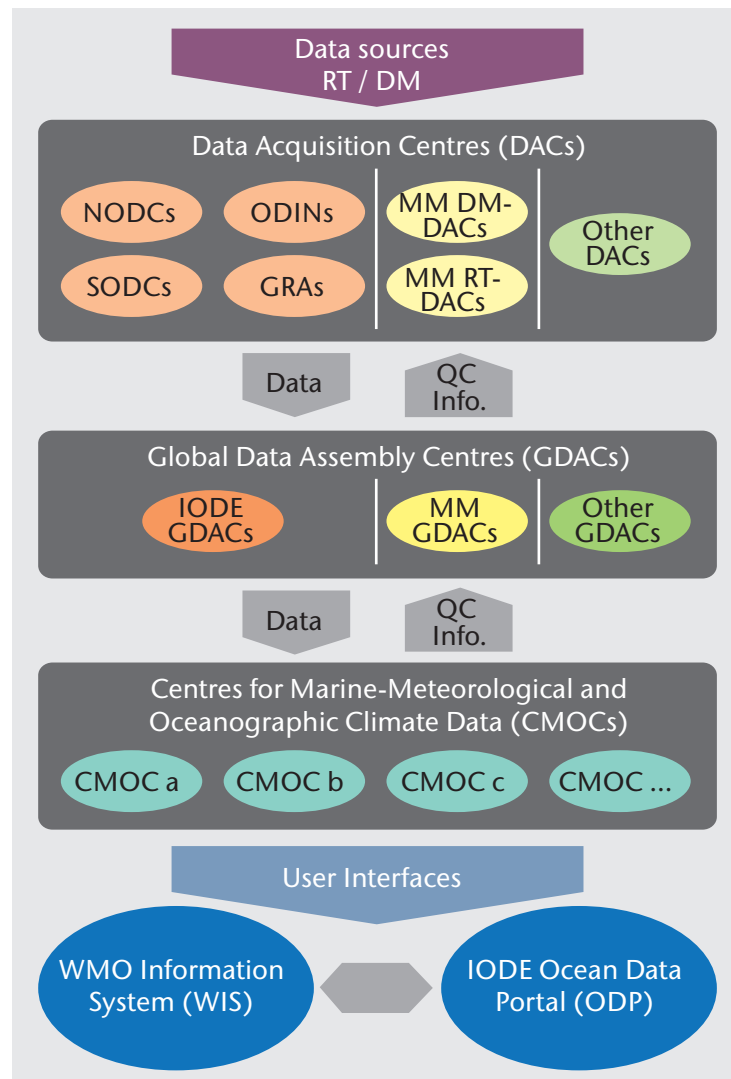 Data sources
RT / DM
Data Acquisition Centres (DACs)
NODCs
ODINs
MM DM-
DACs
Other
DACs
SODCs
GRAs
MM RT-
DACs
Data
QC
Info.
Global Data Assembly Centres (GDACs)
IODE
GDACs
MM
GDACs
Other
GDACs
Data
QC
Info.
Centres for Marine-Meteorological and
Oceanographic Climate Data (CMOCs)
CMOC a
CMOC b
CMOC c
CMOC ...
User Interfaces
WMO Information
System (WIS)
IODE Ocean Data
Portal (ODP)